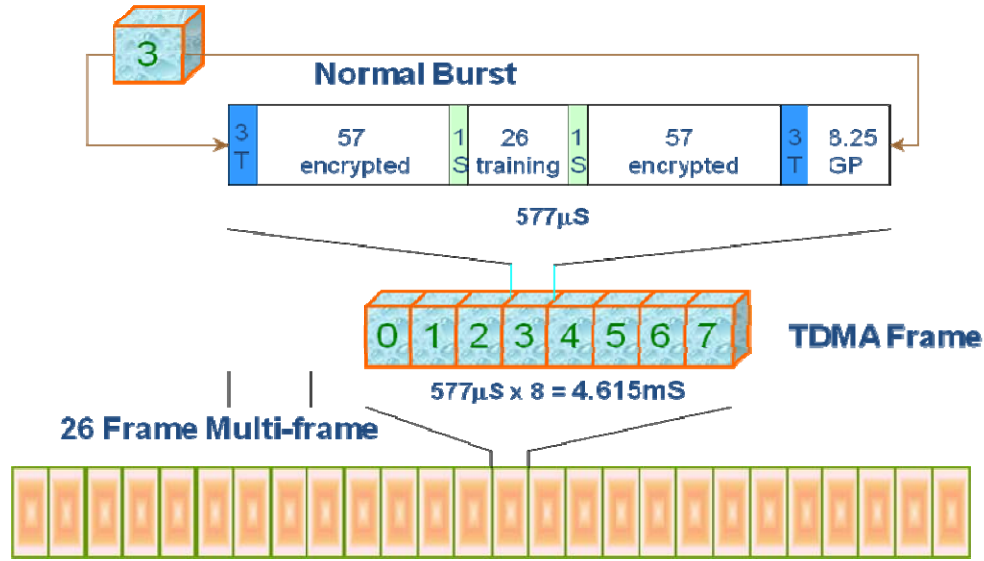 3
Normal Burst
3 T
57 encrypted
1 S
26 training
1 S
57 encrypted
3 T
8.25 GP
577µS
0 1 2 3 4 5 6 7
TDMA Frame
577µS x 8 = 4.615mS
26 Frame Multi-frame